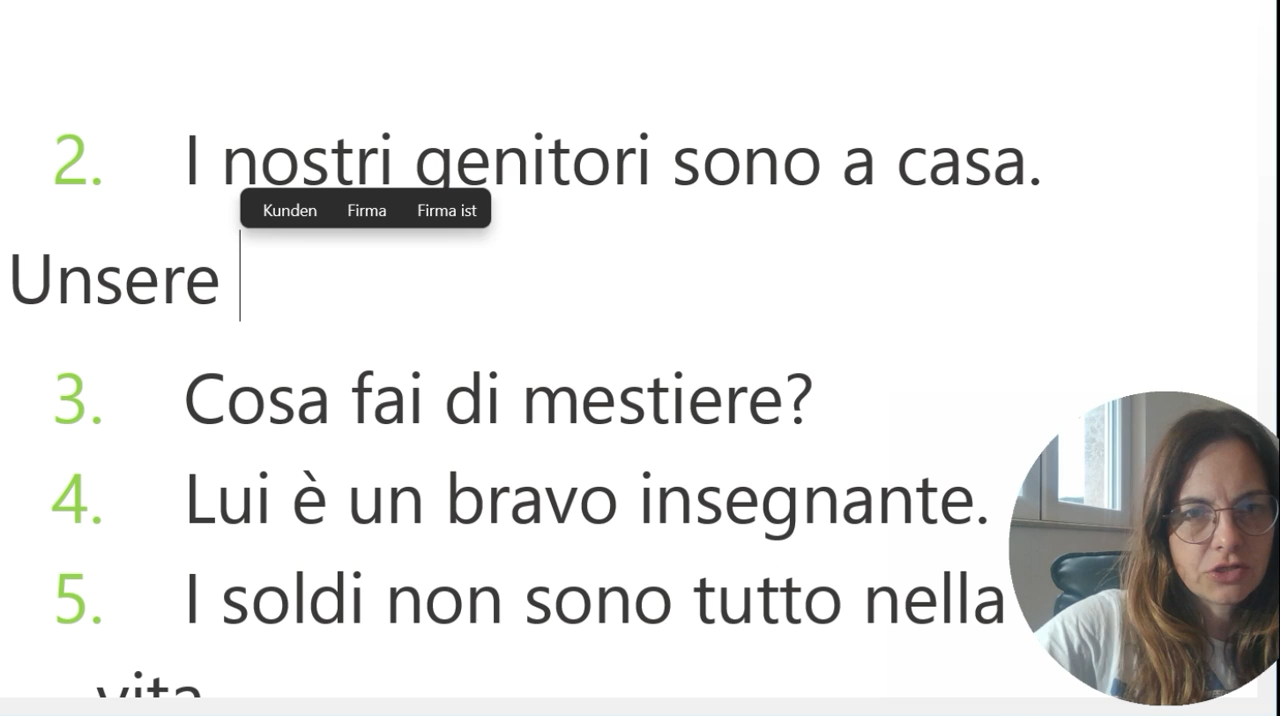 2. I nostri genitori sono a casa.
Kunden Firma Firma ist
Unsere
3. Cosa fai di mestiere?
4. Lui è un bravo insegnante.
5. I soldi non sono tutto nella
vita